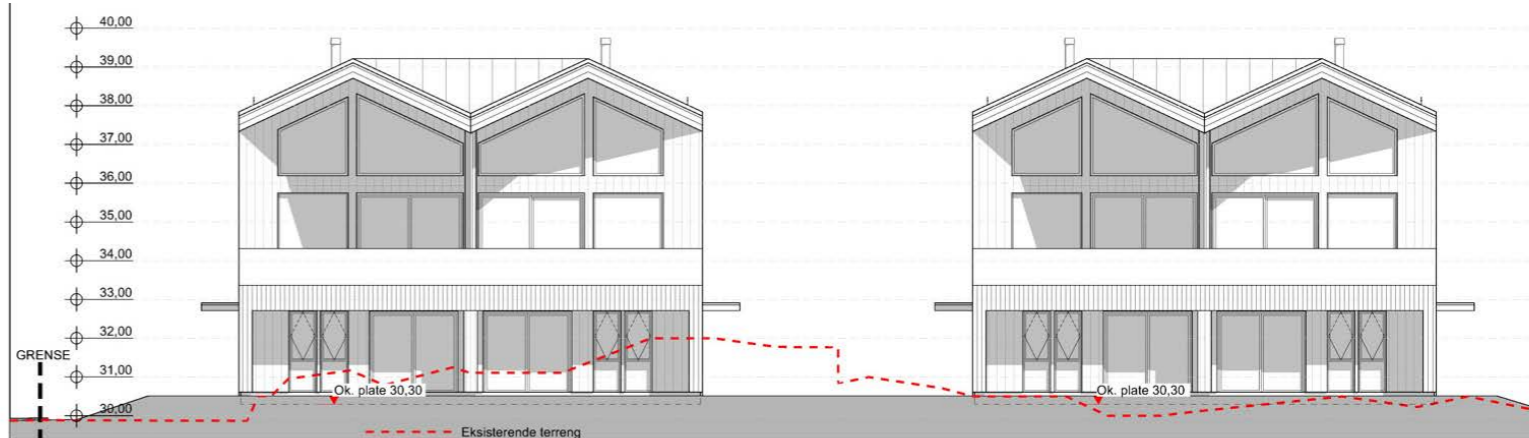 40,00
39,00
38,00
37,00
36,00
35,00
34,00
33,00
32,00
GRENSE
31,00
Ok. plate 30,30
Ok. plate 30,30
30,00
Eksisterende terreng